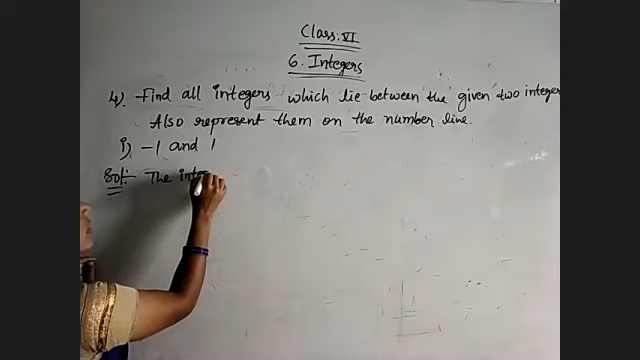 Class: VI
6. Integers
4). Find all integers which lie between the given two integer
Also represent them on the number line.
i) -1 and 1
Sol:- The inte